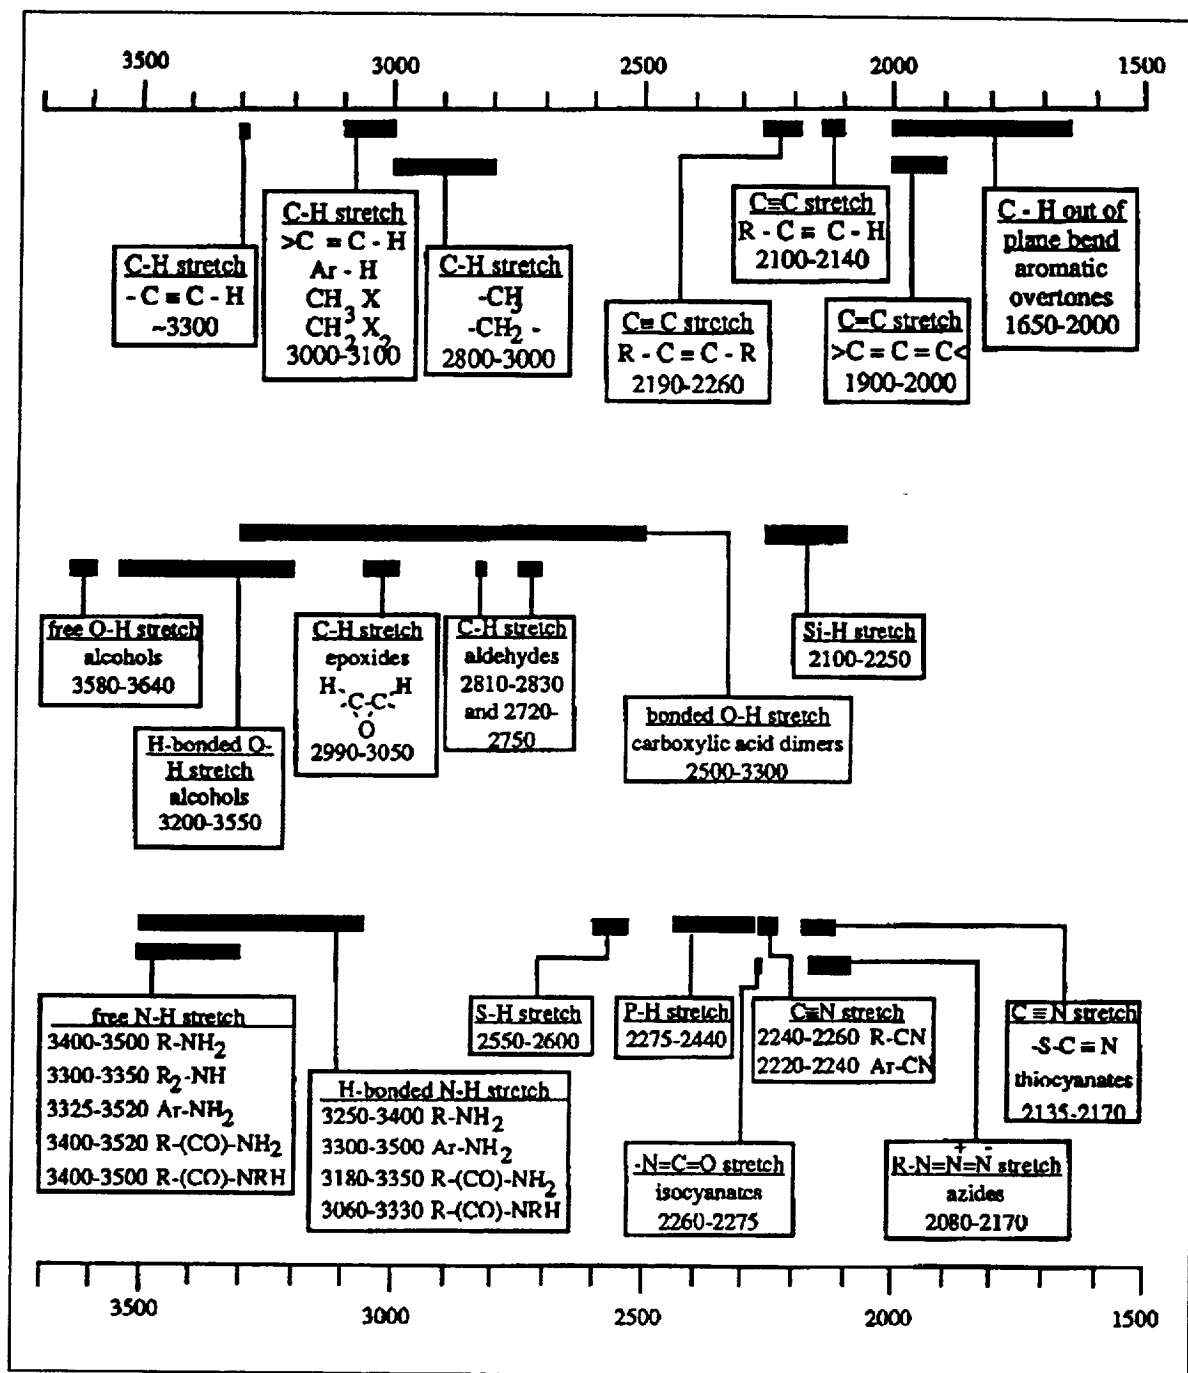 3500 3000 2500 2000 1500
C-H stretch
-C≡C-H
~3300
C-H stretch
>C=C-H
Ar-H
CH3X
CH2X2
3000-3100
C-H stretch
-CH3
-CH2-
2800-3000
C≡C stretch
R-C≡C-R
2190-2260
C≡C stretch
R-C≡C-H
2100-2140
C=C stretch
>C=C=C<
1900-2000
C-H out of
plane bend
aromatic
overtones
1650-2000
free O-H stretch
alcohols
3580-3640
H-bonded O-
H stretch
alcohols
3200-3550
C-H stretch
epoxides
H H
C-C
O
2990-3050
C-H stretch
aldehydes
2810-2830
and 2720-
2750
bonded O-H stretch
carboxylic acid dimers
2500-3300
Si-H stretch
2100-2250
free N-H stretch
3400-3500 R-NH2
3300-3350 R2-NH
3325-3520 Ar-NH2
3400-3520 R-(CO)-NH2
3400-3500 R-(CO)-NRH
H-bonded N-H stretch
3250-3400 R-NH2
3300-3500 Ar-NH2
3180-3350 R-(CO)-NH2
3060-3330 R-(CO)-NRH
S-H stretch
2550-2600
P-H stretch
2275-2440
C≡N stretch
2240-2260 R-CN
2220-2240 Ar-CN
-N=C=O stretch
isocyanates
2260-2275
R-N=N+=N- stretch
azides
2080-2170
C≡N stretch
-S-C≡N
thiocyanates
2135-2170
3500 3000 2500 2000 1500